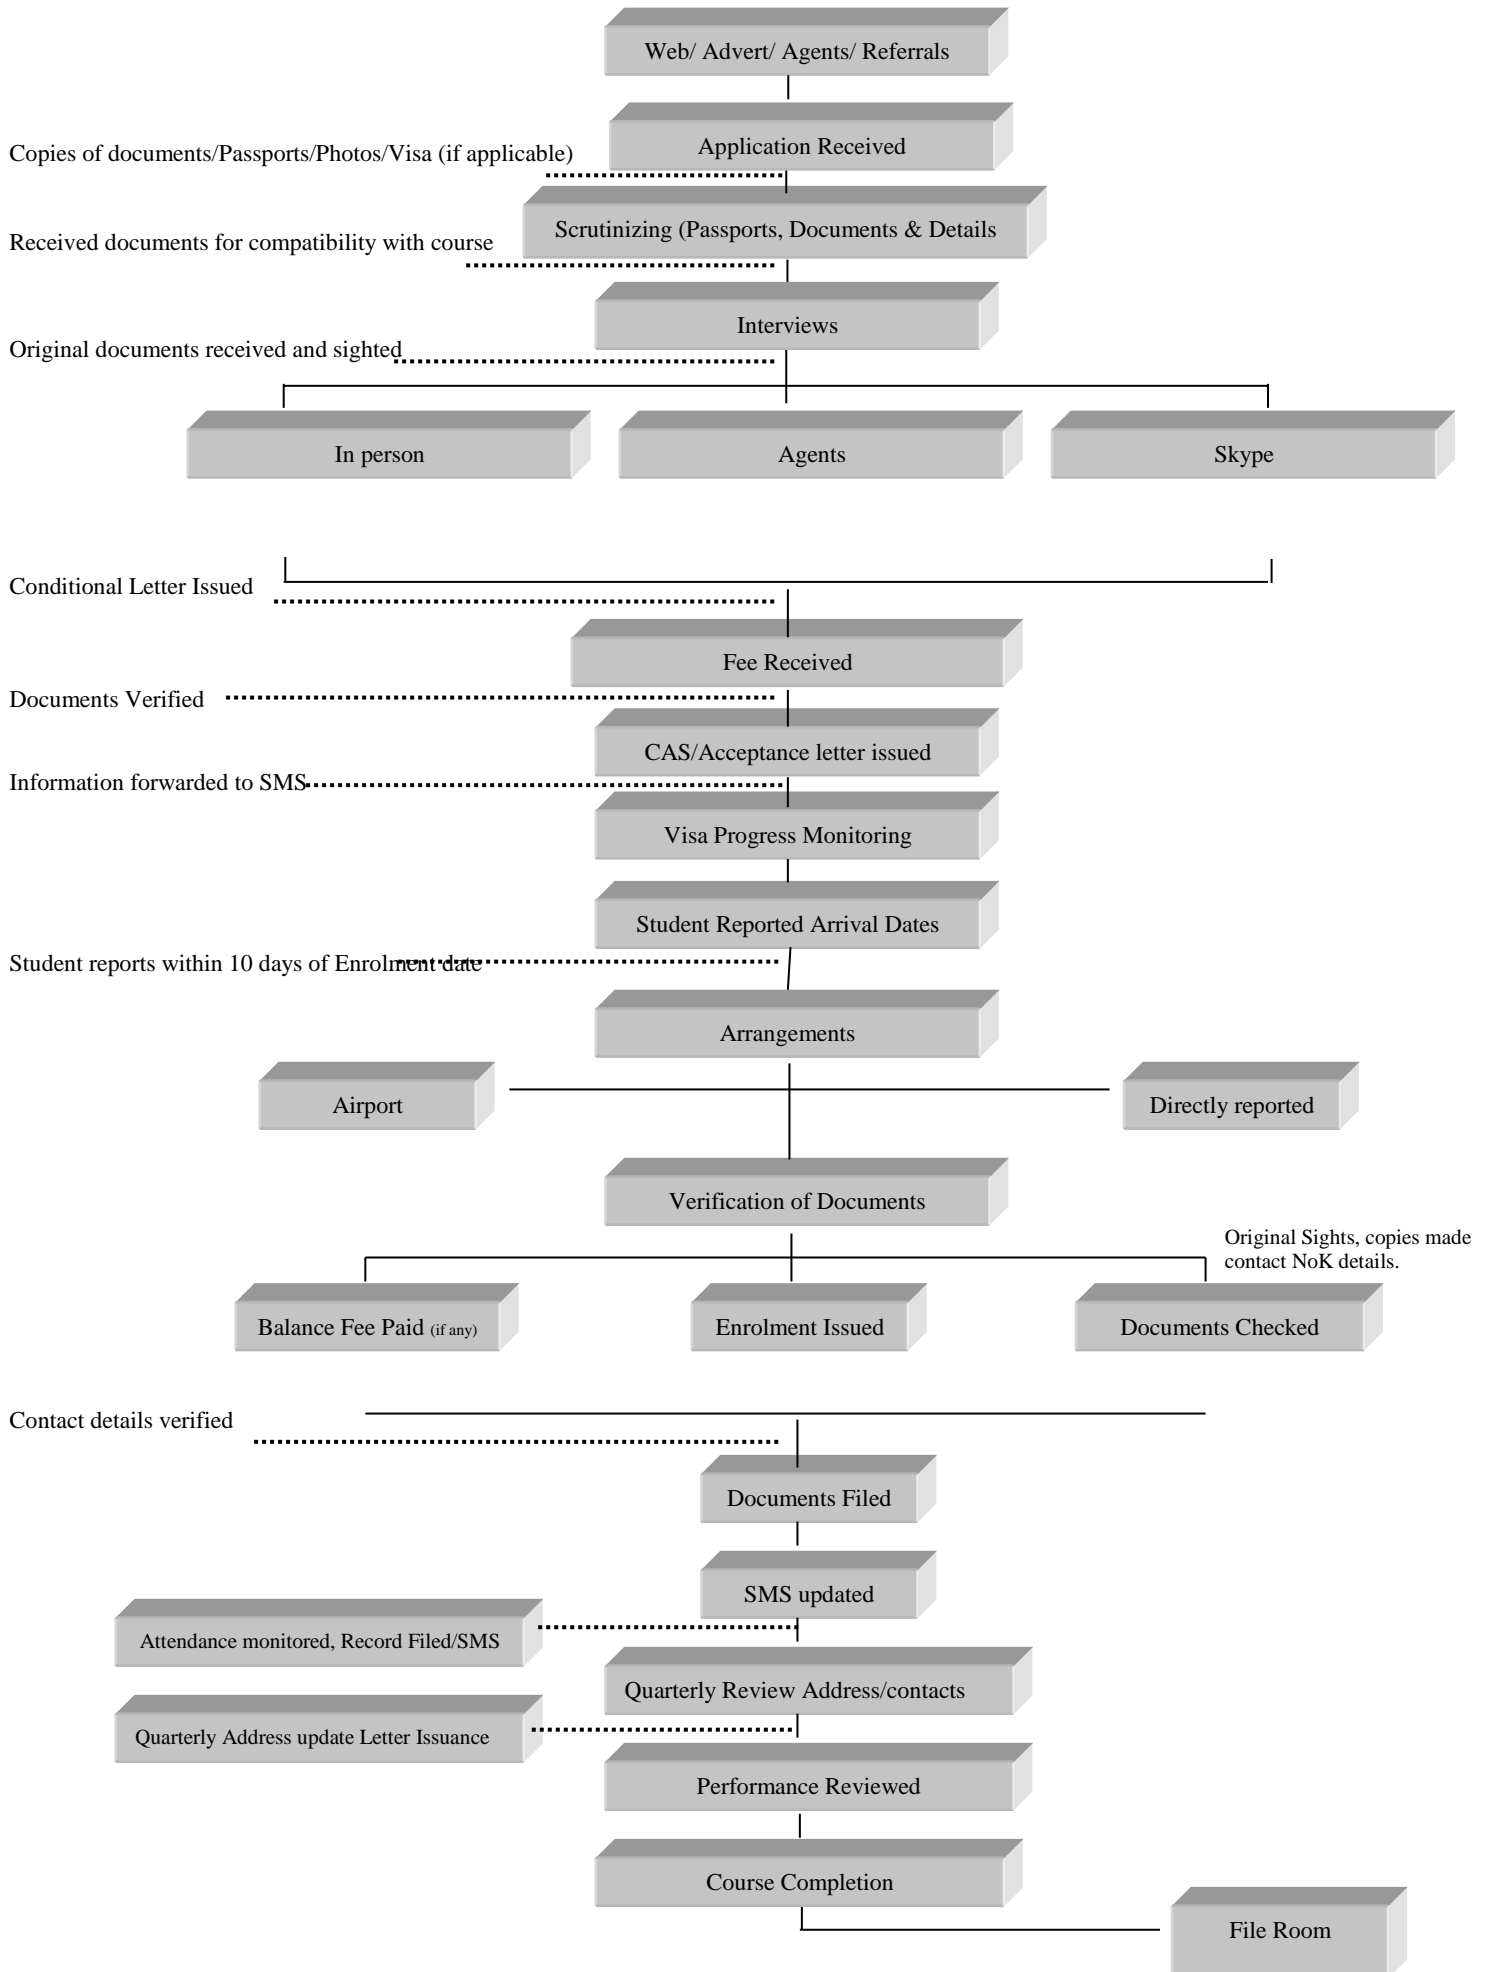 Web/ Advert/ Agents/ Referrals
Application Received
Copies of documents/Passports/Photos/Visa (if applicable)
Scrutinizing (Passports, Documents & Details
Received documents for compatibility with course
Interviews
Original documents received and sighted
In person
Agents
Skype
Conditional Letter Issued
Fee Received
Documents Verified
CAS/Acceptance letter issued
Information forwarded to SMS
Visa Progress Monitoring
Student Reported Arrival Dates
Student reports within 10 days of Enrolment date
Arrangements
Airport
Directly reported
Verification of Documents
Original Sights, copies made
contact NoK details.
Balance Fee Paid (if any)
Enrolment Issued
Documents Checked
Contact details verified
Documents Filed
SMS updated
Attendance monitored, Record Filed/SMS
Quarterly Review Address/contacts
Quarterly Address update Letter Issuance
Performance Reviewed
Course Completion
File Room